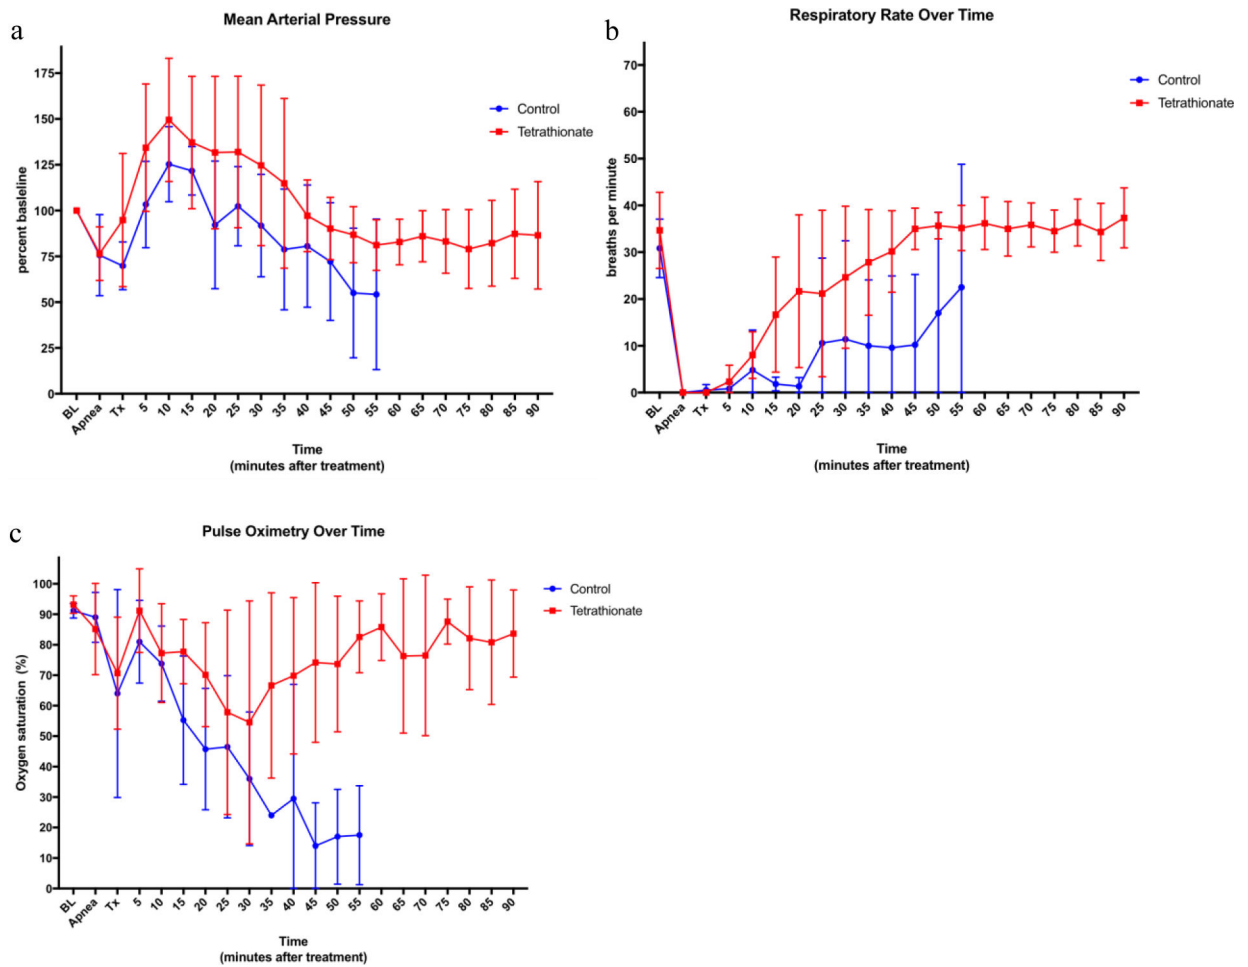 a
Mean Arterial Pressure
percent basleline
175
150
125
100
75
50
25
0
BL
Apnea
Tx
5
10
15
20
25
30
35
40
45
50
55
60
65
70
75
80
85
90
Time
(minutes after treatment)
Control
Tetrathionate
b
Respiratory Rate Over Time
breaths per minute
70
60
50
40
30
20
10
0
BL
Apnea
Tx
5
10
15
20
25
30
35
40
45
50
55
60
65
70
75
80
85
90
Time
(minutes after treatment)
Control
Tetrathionate
c
Pulse Oximetry Over Time
Oxygen saturation (%)
100
90
80
70
60
50
40
30
20
10
0
BL
Apnea
Tx
5
10
15
20
25
30
35
40
45
50
55
60
65
70
75
80
85
90
Time
(minutes after treatment)
Control
Tetrathionate